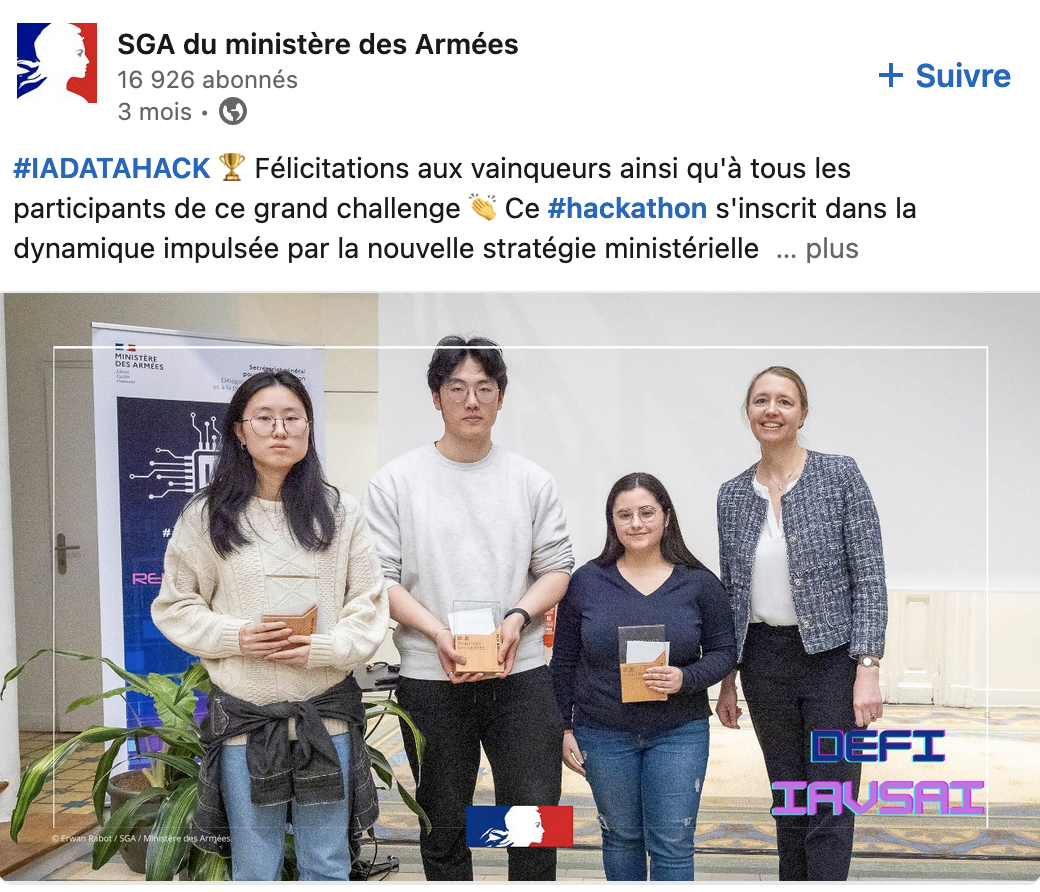 SGA du ministère des Armées
16 926 abonnés
3 mois •
+ Suivre
#IADATAHACK 🏆 Félicitations aux vainqueurs ainsi qu'à tous les
participants de ce grand challenge 👏 Ce #hackathon s'inscrit dans la
dynamique impulsée par la nouvelle stratégie ministérielle ... plus
MINISTÈRE
DES ARMÉES
Liberté
Égalité
Fraternité
Secrétariat général
#
RE
DEFI
IAVSAI
© Erwan Rabot / SGA / Ministère des Armées